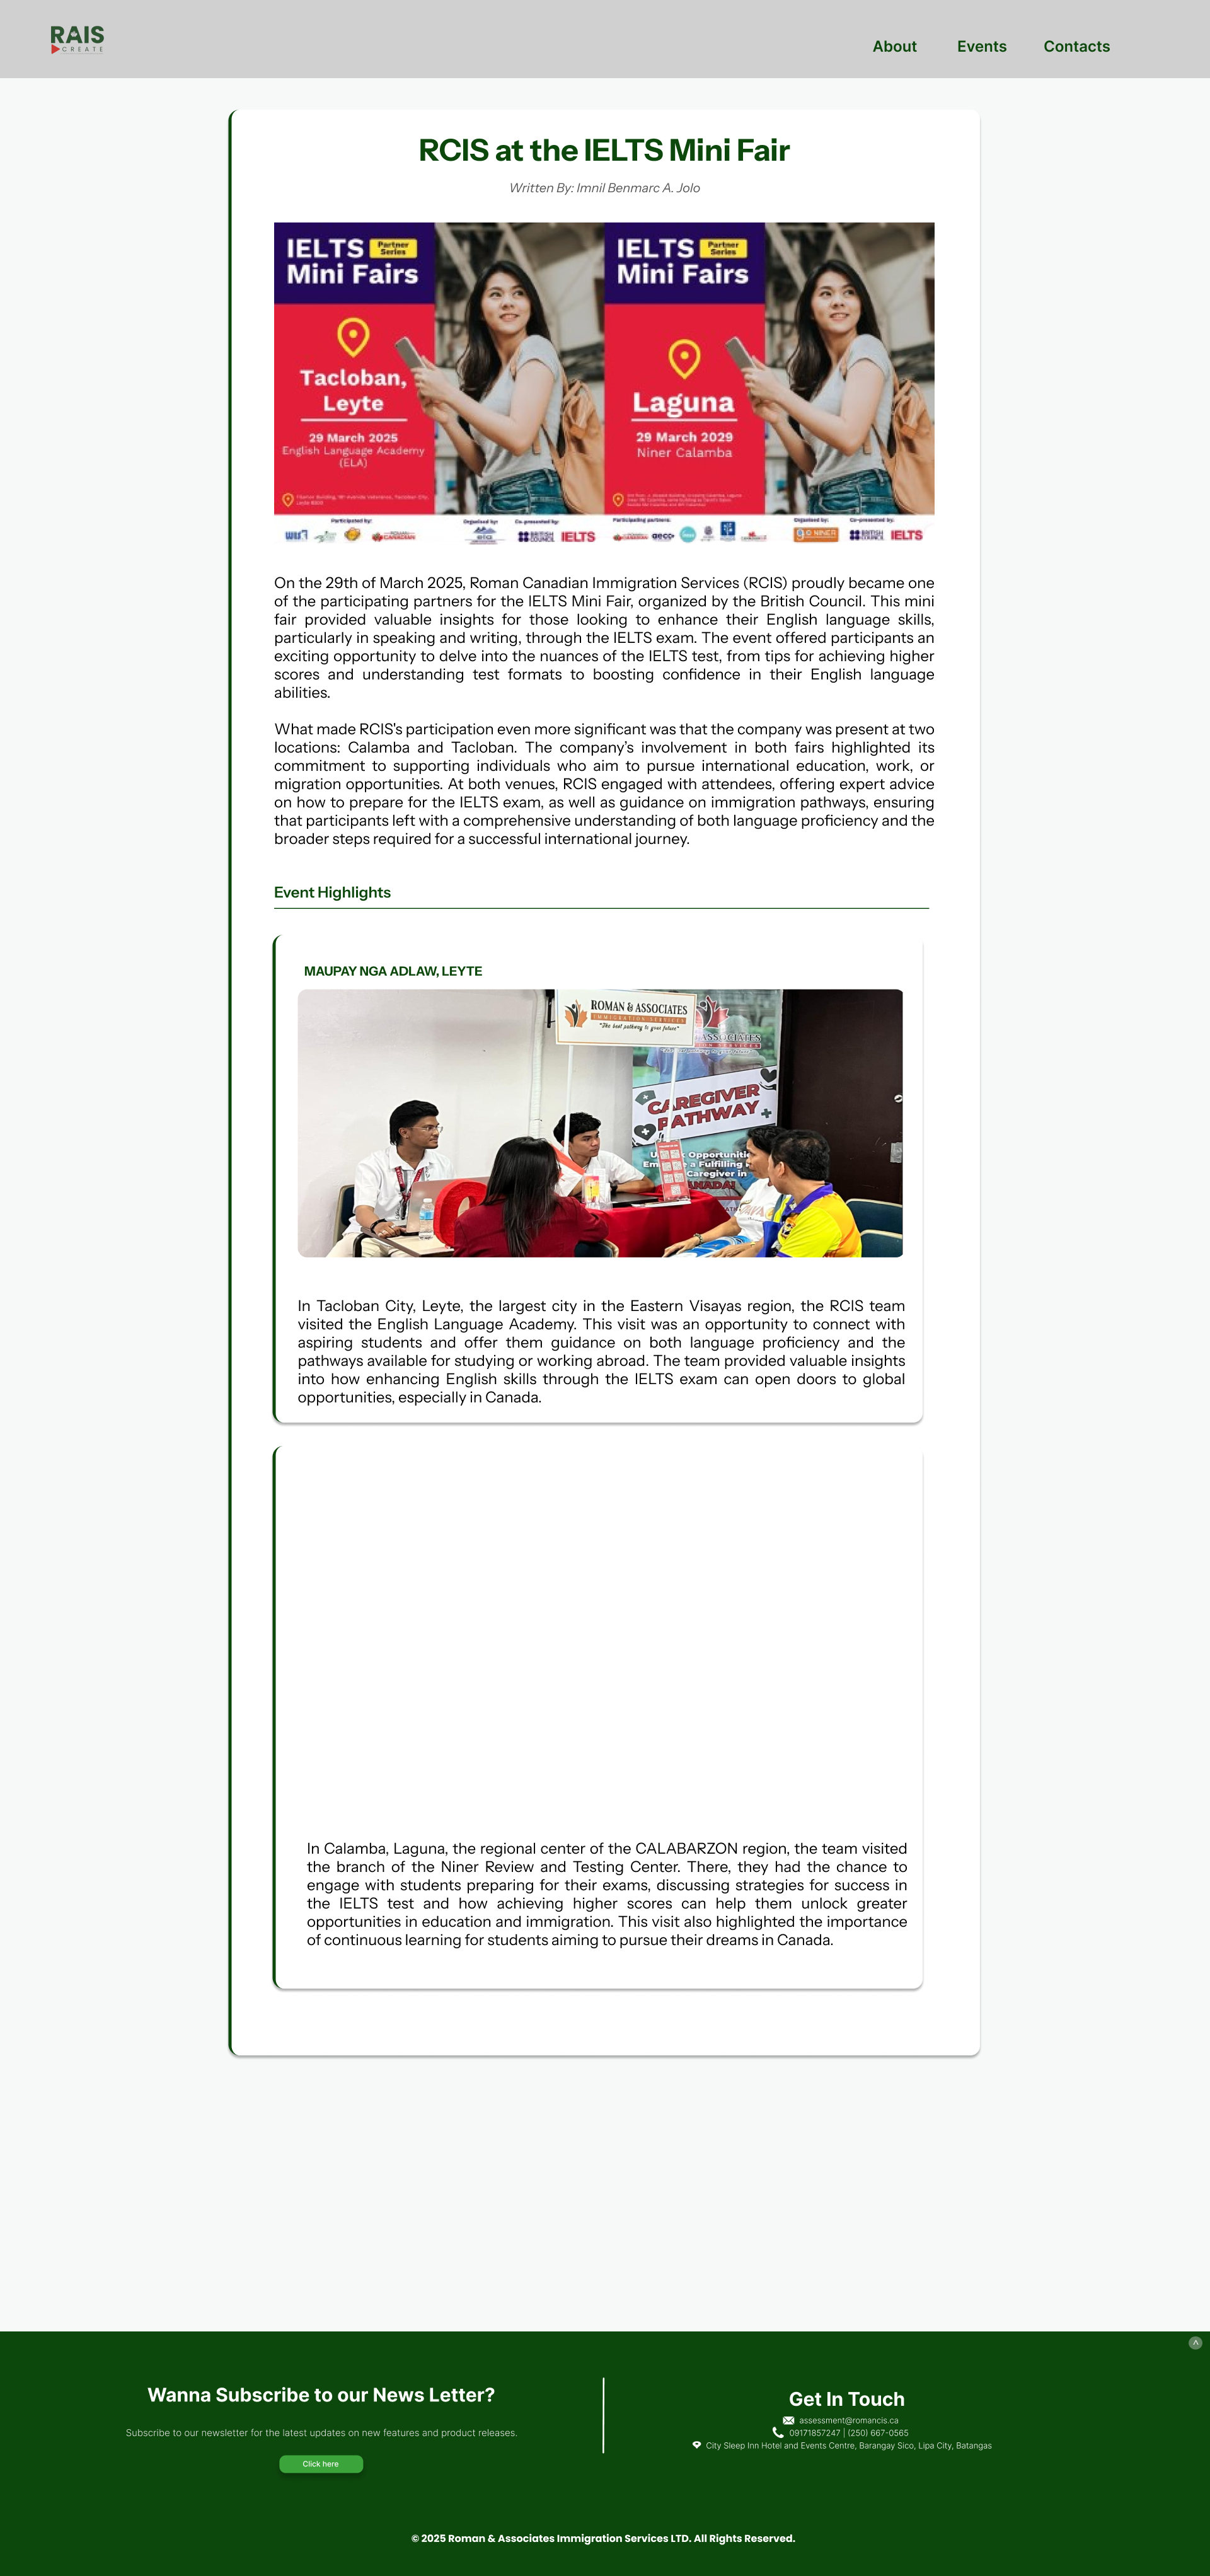 RAIS
CREATE
About
Events
Contacts
RCIS at the IELTS Mini Fair
Written By: Imnil Benmarc A. Jolo
IELTS Partner Series
Mini Fairs
Tacloban,
Leyte
29 March 2025
English Language Academy
(ELA)
Participated by:
Organised by:
Co-presented by:
BRITISH COUNCIL
IELTS
IELTS Partner Series
Mini Fairs
Laguna
29 March 2029
Niner Calamba
Participating partners:
Organised by:
Co-presented by:
aeco
G NINER
BRITISH COUNCIL
IELTS
On the 29th of March 2025, Roman Canadian Immigration Services (RCIS) proudly became one
of the participating partners for the IELTS Mini Fair, organized by the British Council. This mini
fair provided valuable insights for those looking to enhance their English language skills,
particularly in speaking and writing, through the IELTS exam. The event offered participants an
exciting opportunity to delve into the nuances of the IELTS test, from tips for achieving higher
scores and understanding test formats to boosting confidence in their English language
abilities.
What made RCIS's participation even more significant was that the company was present at two
locations: Calamba and Tacloban. The company's involvement in both fairs highlighted its
commitment to supporting individuals who aim to pursue international education, work, or
migration opportunities. At both venues, RCIS engaged with attendees, offering expert advice
on how to prepare for the IELTS exam, as well as guidance on immigration pathways, ensuring
that participants left with a comprehensive understanding of both language proficiency and the
broader steps required for a successful international journey.
Event Highlights
MAUPAY NGA ADLAW, LEYTE
ROMAN & ASSOCIATES
IMMIGRATION SERVICES
"The best pathway to your future"
ASSOCIATES
CAREGIVER
PATHWAY
Opportunitie
a Fulfilling
Caregiver in
ANADA!
In Tacloban City, Leyte, the largest city in the Eastern Visayas region, the RCIS team
visited the English Language Academy. This visit was an opportunity to connect with
aspiring students and offer them guidance on both language proficiency and the
pathways available for studying or working abroad. The team provided valuable insights
into how enhancing English skills through the IELTS exam can open doors to global
opportunities, especially in Canada.
In Calamba, Laguna, the regional center of the CALABARZON region, the team visited
the branch of the Niner Review and Testing Center. There, they had the chance to
engage with students preparing for their exams, discussing strategies for success in
the IELTS test and how achieving higher scores can help them unlock greater
opportunities in education and immigration. This visit also highlighted the importance
of continuous learning for students aiming to pursue their dreams in Canada.
Wanna Subscribe to our News Letter?
Subscribe to our newsletter for the latest updates on new features and product releases.
Click here
Get In Touch
assessment@romancis.ca
09171857247 | (250) 667-0565
City Sleep Inn Hotel and Events Centre, Barangay Sico, Lipa City, Batangas
© 2025 Roman & Associates Immigration Services LTD. All Rights Reserved.